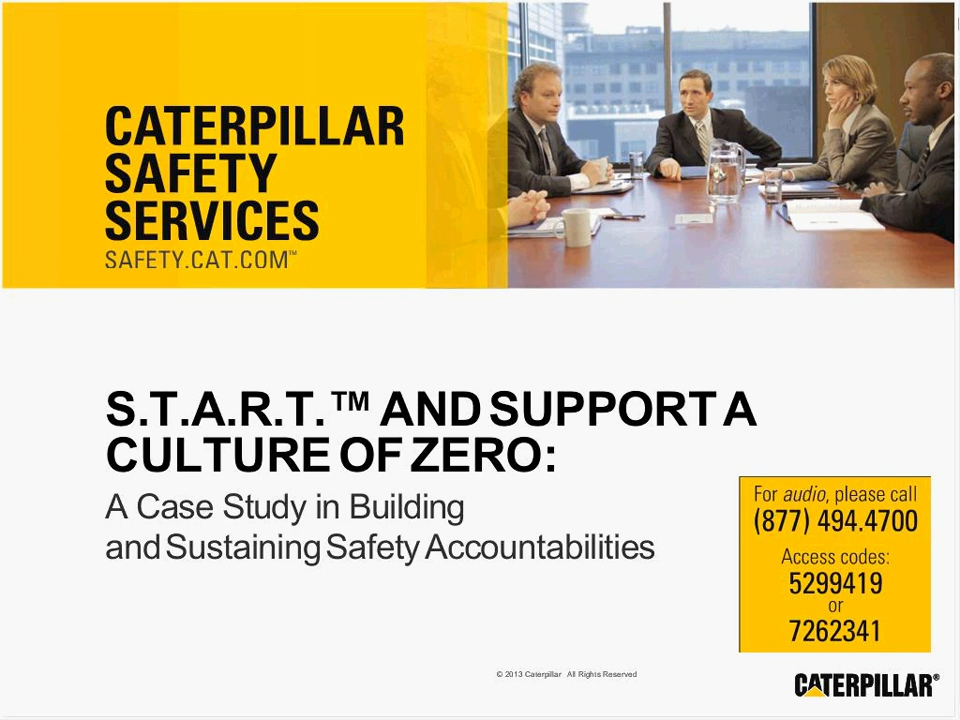 CATERPILLAR
SAFETY
SERVICES
SAFETY.CAT.COM™
S.T.A.R.T.™ AND SUPPORT A
CULTURE OF ZERO:
A Case Study in Building
and Sustaining Safety Accountabilities
For audio, please call
(877) 494.4700
Access codes:
5299419
or
7262341
© 2013 Caterpillar All Rights Reserved
CATERPILLAR®